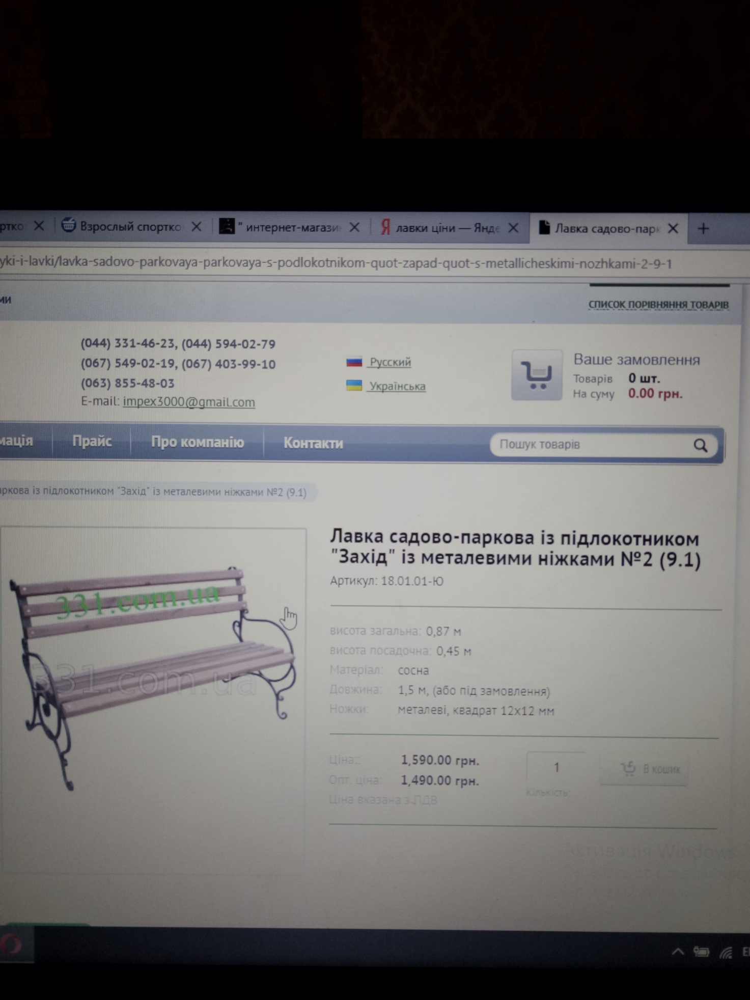 ртко
Взрослый спортко
" интернет-магази
Я лавки ціни — Янде
Лавка садово-парк
yki-i-lavki/lavka-sadovo-parkovaya-parkovaya-s-podlokotnikom-quot-zapad-quot-s-metallicheskimi-nozhkami-2-9-1
ми
СПИСОК ПОРІВНЯННЯ ТОВАРІВ
(044) 331-46-23, (044) 594-02-79
(067) 549-02-19, (067) 403-99-10
(063) 855-48-03
E-mail: impex3000@gmail.com
Русский
Українська
Ваше замовлення
Товарів 0 шт.
На суму 0.00 грн.
мація Прайс Про компанію Контакти
Пошук товарів
аркова із підлокотником "Захід" із металевими ніжками №2 (9.1)
Лавка садово-паркова із підлокотником
"Захід" із металевими ніжками №2 (9.1)
Артикул: 18.01.01-Ю
331.com.ua
331.com.ua
висота загальна: 0,87 м
висота посадочна: 0,45 м
Матеріал: сосна
Довжина: 1,5 м, (або під замовлення)
Ножки: металеві, квадрат 12х12 мм
Ціна:: 1,590.00 грн.
Опт. ціна: 1,490.00 грн.
Ціна вказана з ПДВ
1
Кількість:
В кошик
Активація Windows